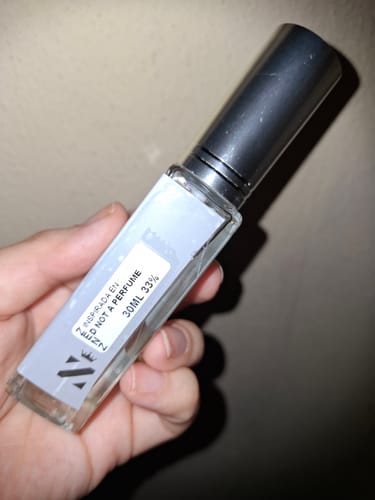 INSPIRADA EN
D NOT A PERFUME
30ML 33%
N